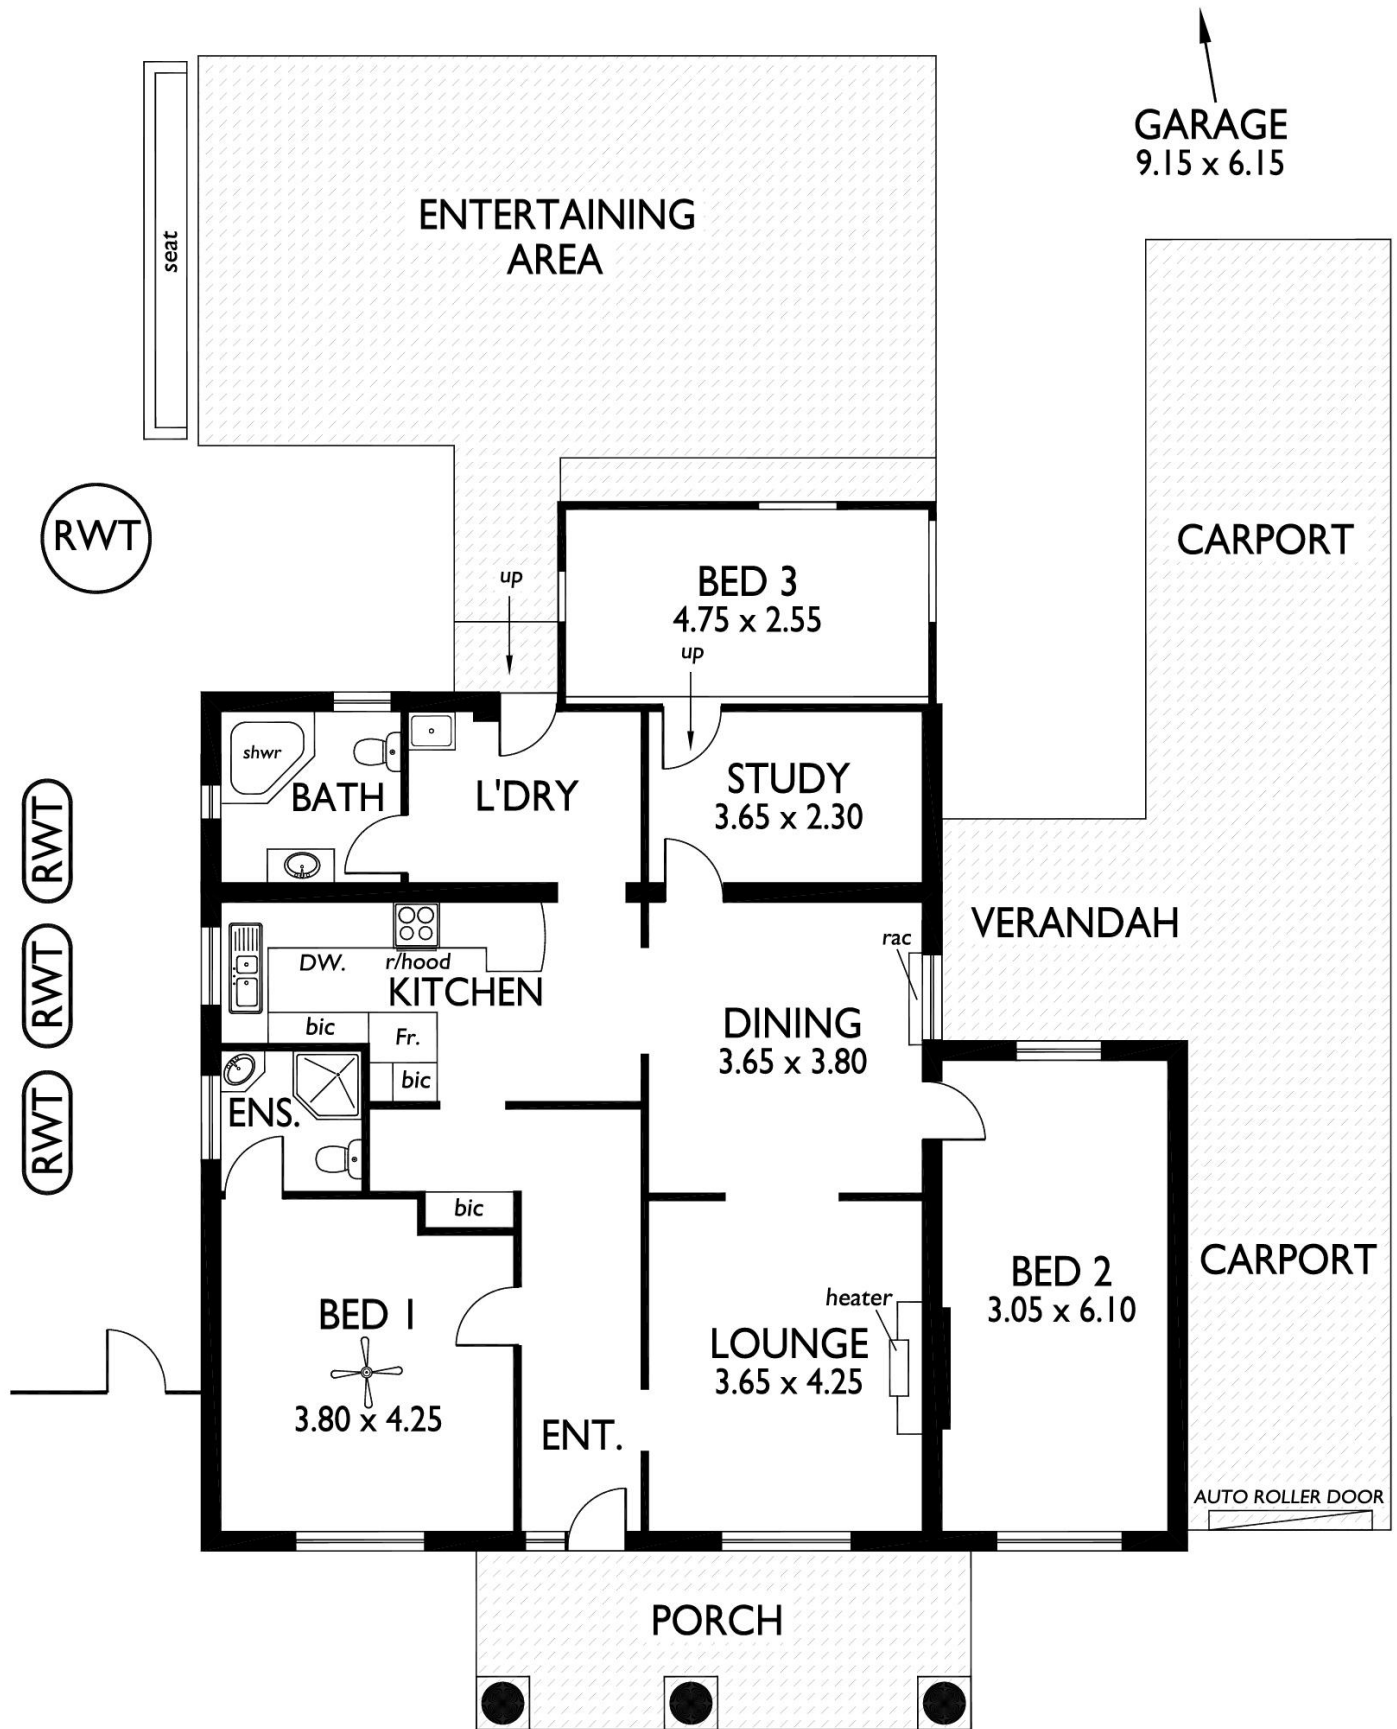 GARAGE
9.15 x 6.15
ENTERTAINING
AREA
seat
RWT
CARPORT
up
BED 3
4.75 x 2.55
up
shwr
BATH
L'DRY
STUDY
3.65 x 2.30
RWT
VERANDAH
rac
DW.
r/hood
KITCHEN
RWT
DINING
3.65 x 3.80
bic
Fr.
bic
ENS.
RWT
bic
BED 1
3.80 x 4.25
heater
LOUNGE
3.65 x 4.25
BED 2
3.05 x 6.10
CARPORT
ENT.
AUTO ROLLER DOOR
PORCH